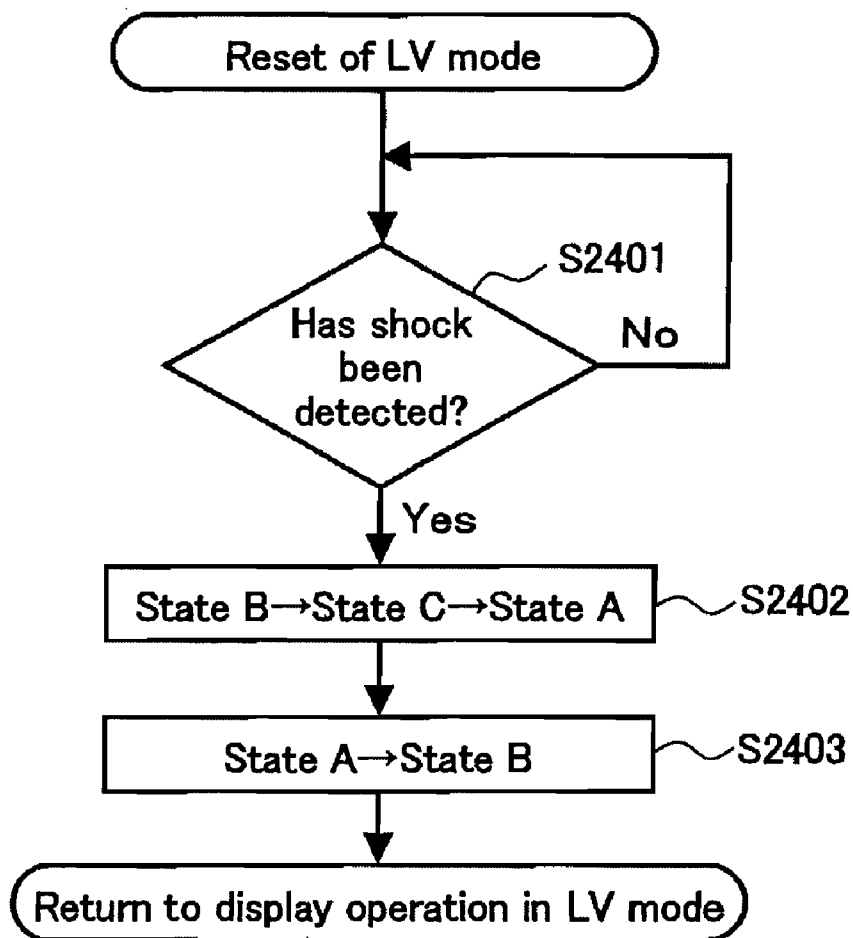 Reset of LV mode
S2401
Has shock
been
detected?
No
Yes
State B→State C→State A
S2402
State A→State B
S2403
Return to display operation in LV mode